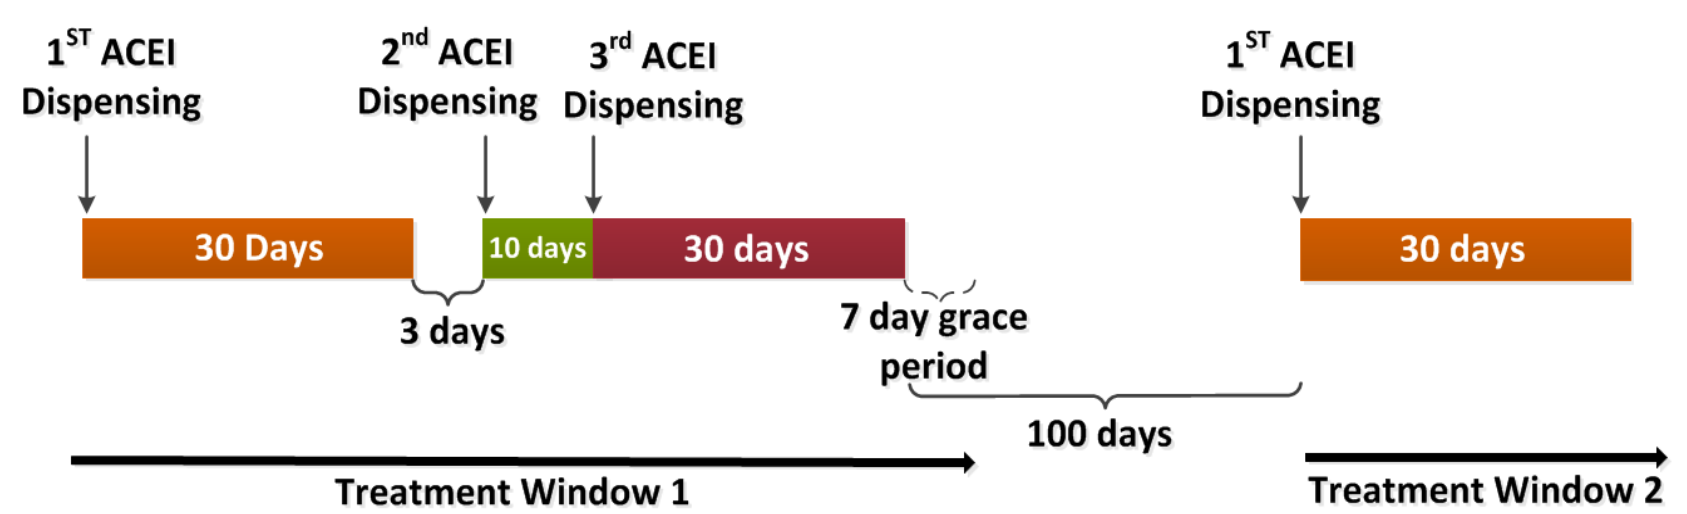 1ST ACEI
Dispensing
2nd ACEI
Dispensing
3rd ACEI
Dispensing
1ST ACEI
Dispensing
30 Days
10 days
30 days
30 days
3 days
7 day grace
period
100 days
Treatment Window 1
Treatment Window 2